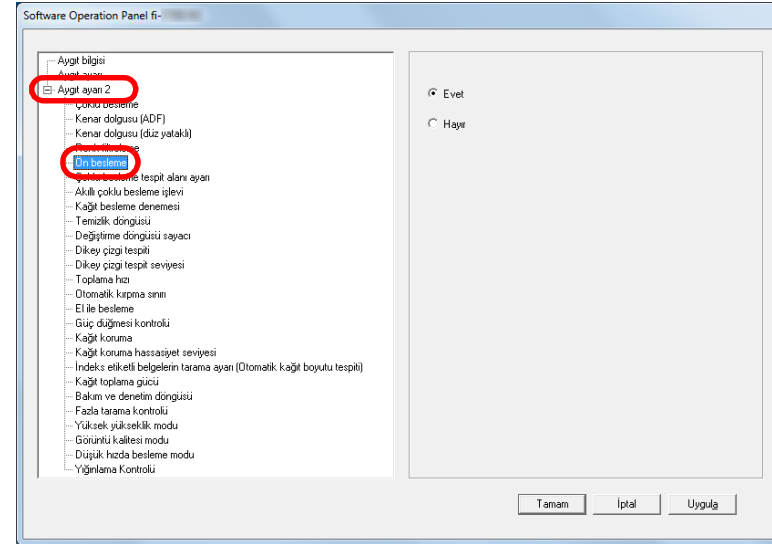 Software Operation Panel fi-
Aygıt bilgisi
Aygıt ayarı
Aygıt ayarı 2
Çoklu besleme
Kenar dolgusu (ADF)
Kenar dolgusu (düz yataklı)
Renk filtreleme
Ön besleme
Çoklu besleme tespit alanı ayarı
Akıllı çoklu besleme işlevi
Kağıt besleme denemesi
Temizlik döngüsü
Değiştirme döngüsü sayacı
Dikey çizgi tespiti
Dikey çizgi tespit seviyesi
Toplama hızı
Otomatik kırpma sınırı
El ile besleme
Güç düğmesi kontrolü
Kağıt koruma
Kağıt koruma hassasiyet seviyesi
İndeks etiketli belgelerin tarama ayarı (Otomatik kağıt boyutu tespiti)
Kağıt toplama gücü
Bakım ve denetim döngüsü
Fazla tarama kontrolü
Yüksek yükseklik modu
Görüntü kalitesi modu
Düşük hızda besleme modu
Yığınlama Kontrolü
Evet
Hayır
Tamam İptal Uygula